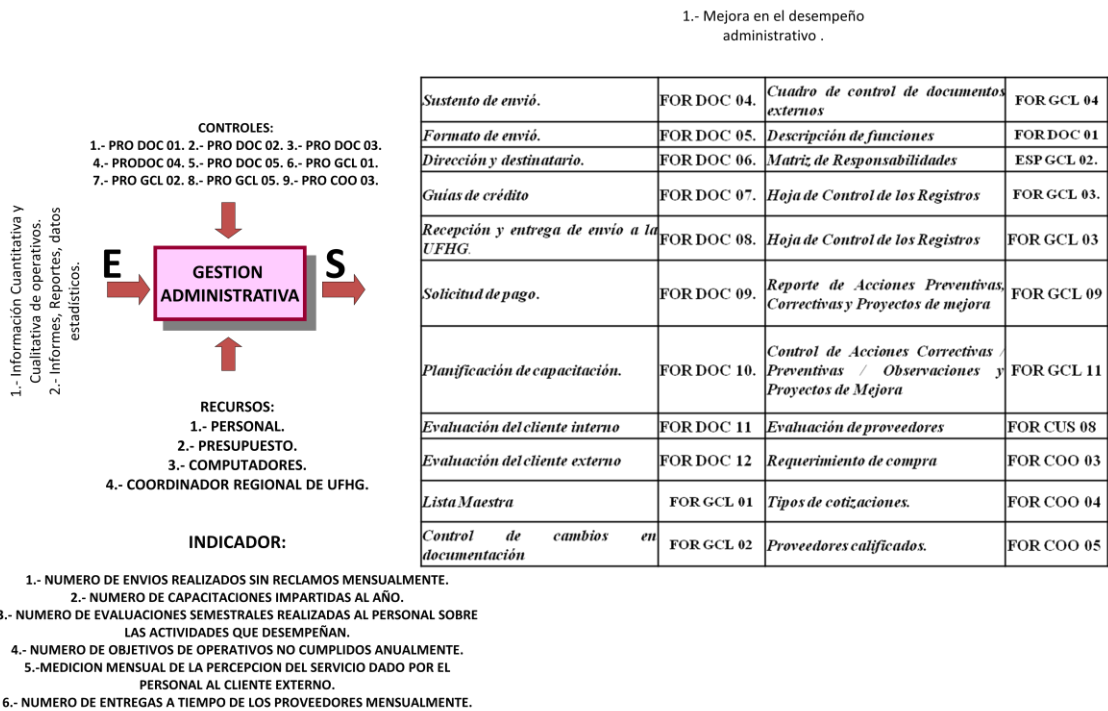 1.- Mejora en el desempeño
administrativo .
CONTROLES:
1.- PRO DOC 01. 2.- PRO DOC 02. 3.- PRO DOC 03.
4.- PRODOC 04. 5.- PRO DOC 05. 6.- PRO GCL 01.
7.- PRO GCL 02. 8.- PRO GCL 05. 9.- PRO COO 03.
1.- Información Cuantitativa y
Cualitativa de operativos.
2.- Informes, Reportes, datos
estadísticos.
E
GESTION
ADMINISTRATIVA
S
RECURSOS:
1.- PERSONAL.
2.- PRESUPUESTO.
3.- COMPUTADORES.
4.- COORDINADOR REGIONAL DE UFHG.
INDICADOR:
1.- NUMERO DE ENVIOS REALIZADOS SIN RECLAMOS MENSUALMENTE.
2.- NUMERO DE CAPACITACIONES IMPARTIDAS AL AÑO.
3.- NUMERO DE EVALUACIONES SEMESTRALES REALIZADAS AL PERSONAL SOBRE
LAS ACTIVIDADES QUE DESEMPEÑAN.
4.- NUMERO DE OBJETIVOS DE OPERATIVOS NO CUMPLIDOS ANUALMENTE.
5.-MEDICION MENSUAL DE LA PERCEPCION DEL SERVICIO DADO POR EL
PERSONAL AL CLIENTE EXTERNO.
6.- NUMERO DE ENTREGAS A TIEMPO DE LOS PROVEEDORES MENSUALMENTE.
Sustento de envió. FOR DOC 04. Cuadro de control de documentos
externos FOR GCL 04
Formato de envió. FOR DOC 05. Descripción de funciones FOR DOC 01
Dirección y destinatario. FOR DOC 06. Matriz de Responsabilidades ESP GCL 02.
Guías de crédito FOR DOC 07. Hoja de Control de los Registros FOR GCL 03.
Recepción y entrega de envío a la
UFHG. FOR DOC 08. Hoja de Control de los Registros FOR GCL 03
Solicitud de pago. FOR DOC 09. Reporte de Acciones Preventivas,
Correctivas y Proyectos de mejora FOR GCL 09
Planificación de capacitación. FOR DOC 10. Control de Acciones Correctivas /
Preventivas / Observaciones y
Proyectos de Mejora FOR GCL 11
Evaluación del cliente interno FOR DOC 11 Evaluación de proveedores FOR CUS 08
Evaluación del cliente externo FOR DOC 12 Requerimiento de compra FOR COO 03
Lista Maestra FOR GCL 01 Tipos de cotizaciones. FOR COO 04
Control de cambios en
documentación FOR GCL 02 Proveedores calificados. FOR COO 05